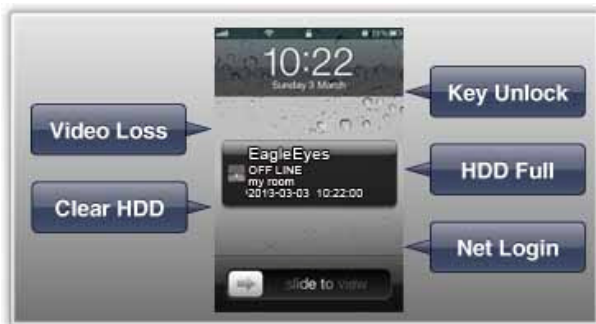 10:22
Sunday 3 March
Key Unlock
Video Loss
EagleEyes
OFF LINE
my room
2013-03-03 10:22:00
HDD Full
Clear HDD
Net Login
slide to view